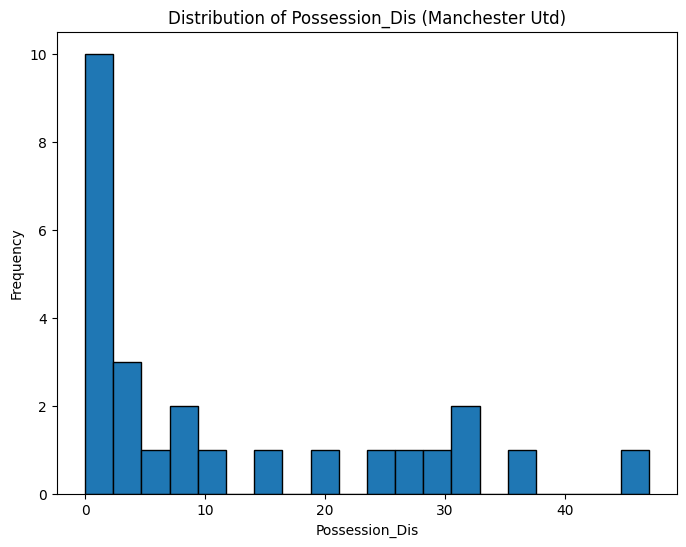 Distribution of Possession_Dis (Manchester Utd)
10
8
6
4
2
0
Frequency
0 10 20 30 40
Possession_Dis